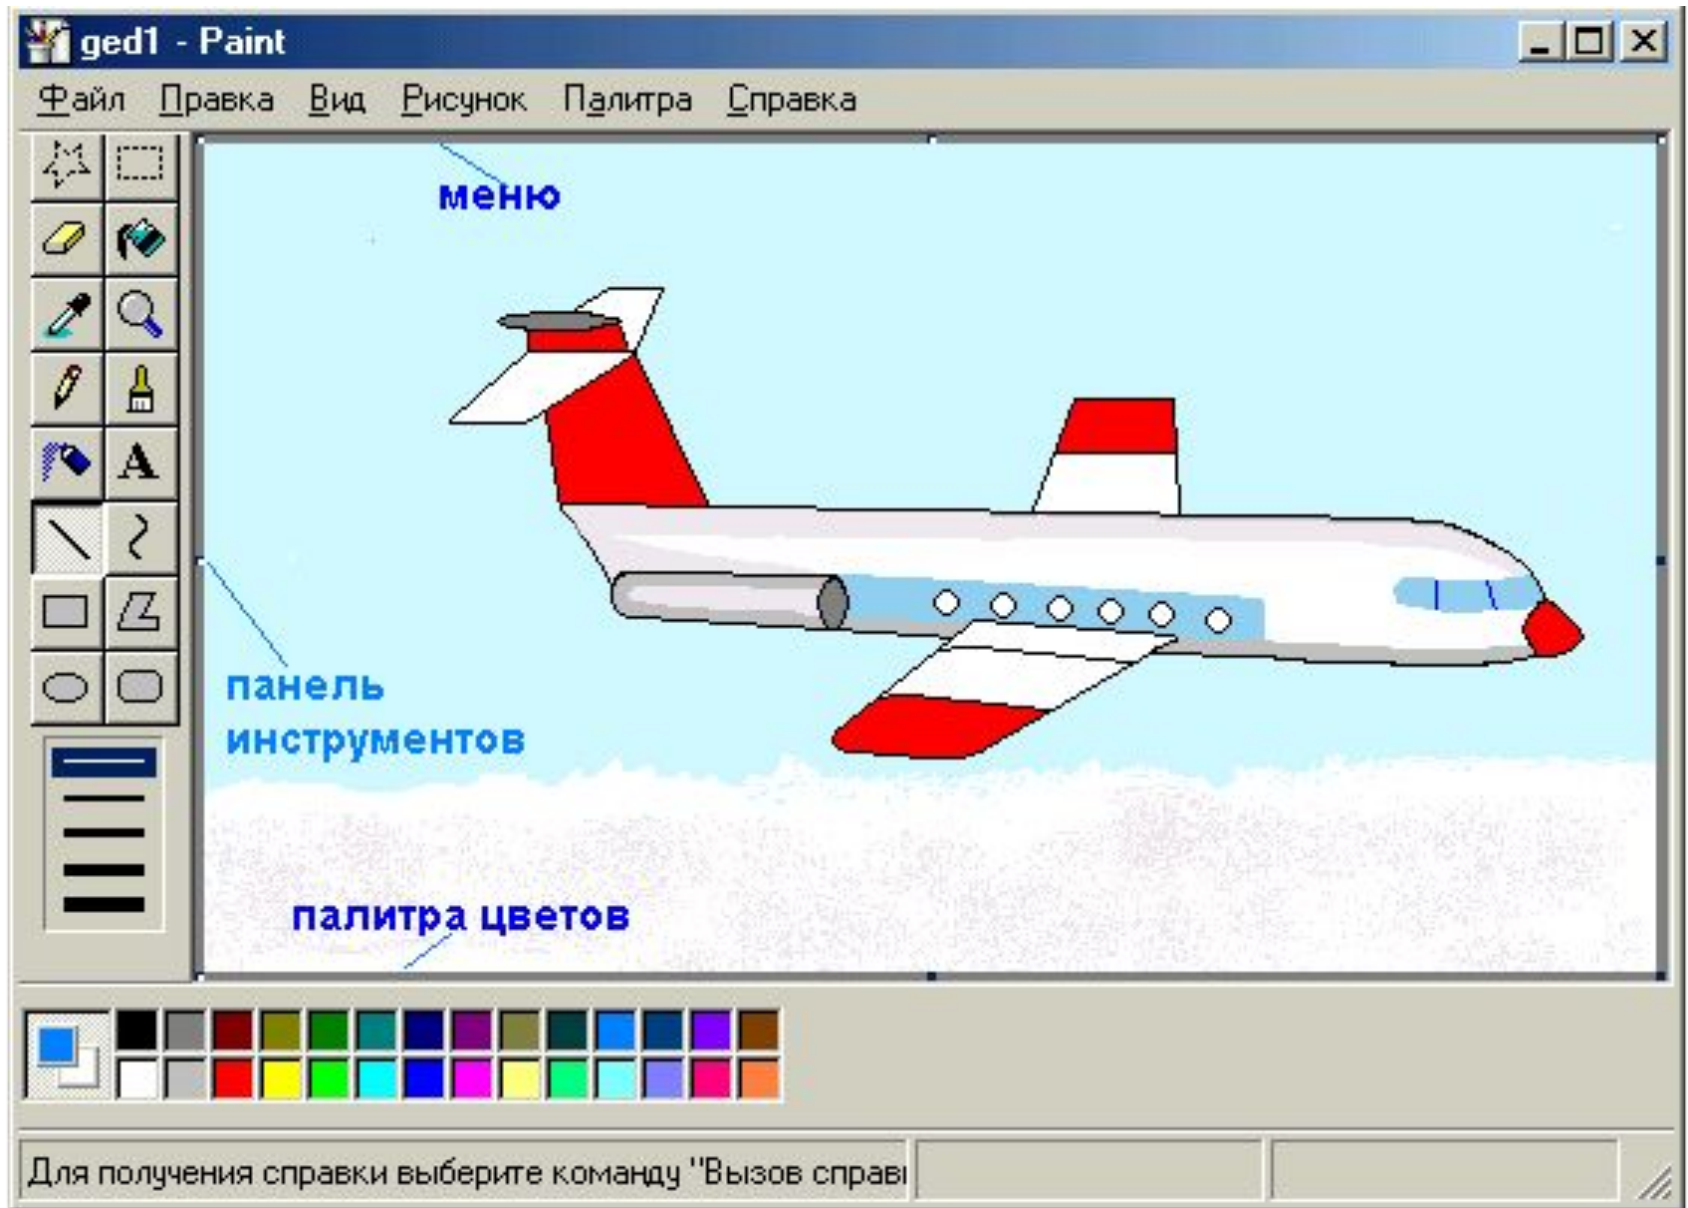 ged1 - Paint
Файл Правка Вид Рисунок Палитра Справка
меню
A
панель
инструментов
палитра цветов
Для получения справки выберите команду "Вызов справ